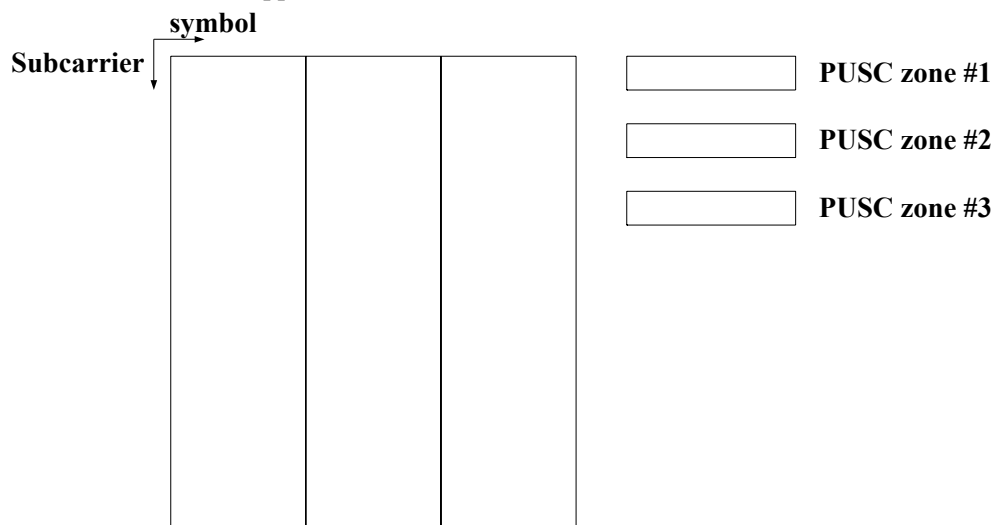 symbol
Subcarrier
PUSC zone #1
PUSC zone #2
PUSC zone #3